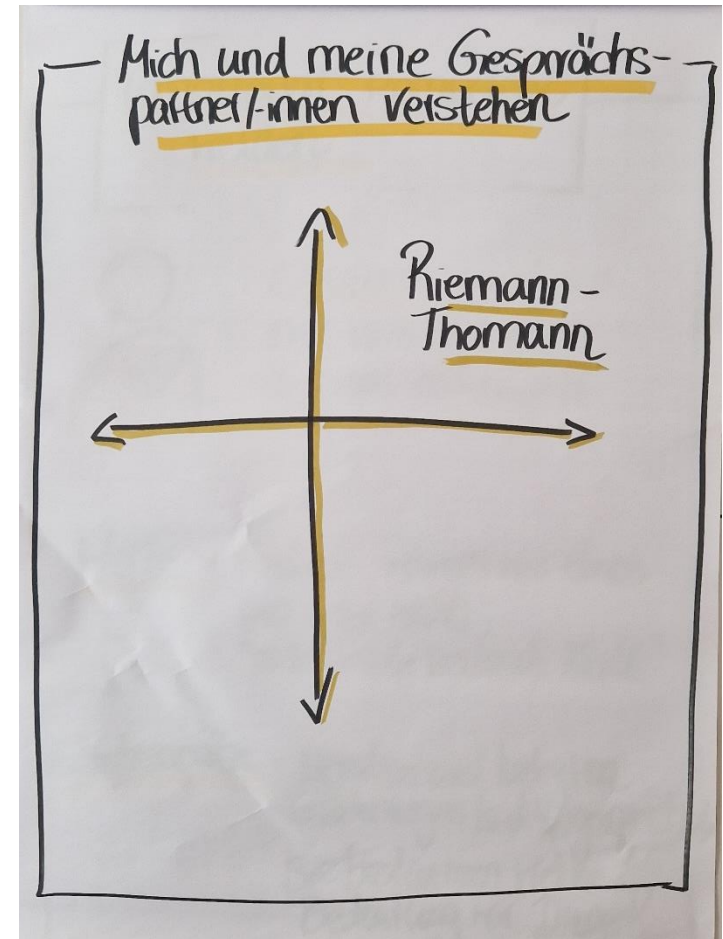 Mich und meine Gesprächs-
partner/-innen verstehen
Riemann-
Thomann